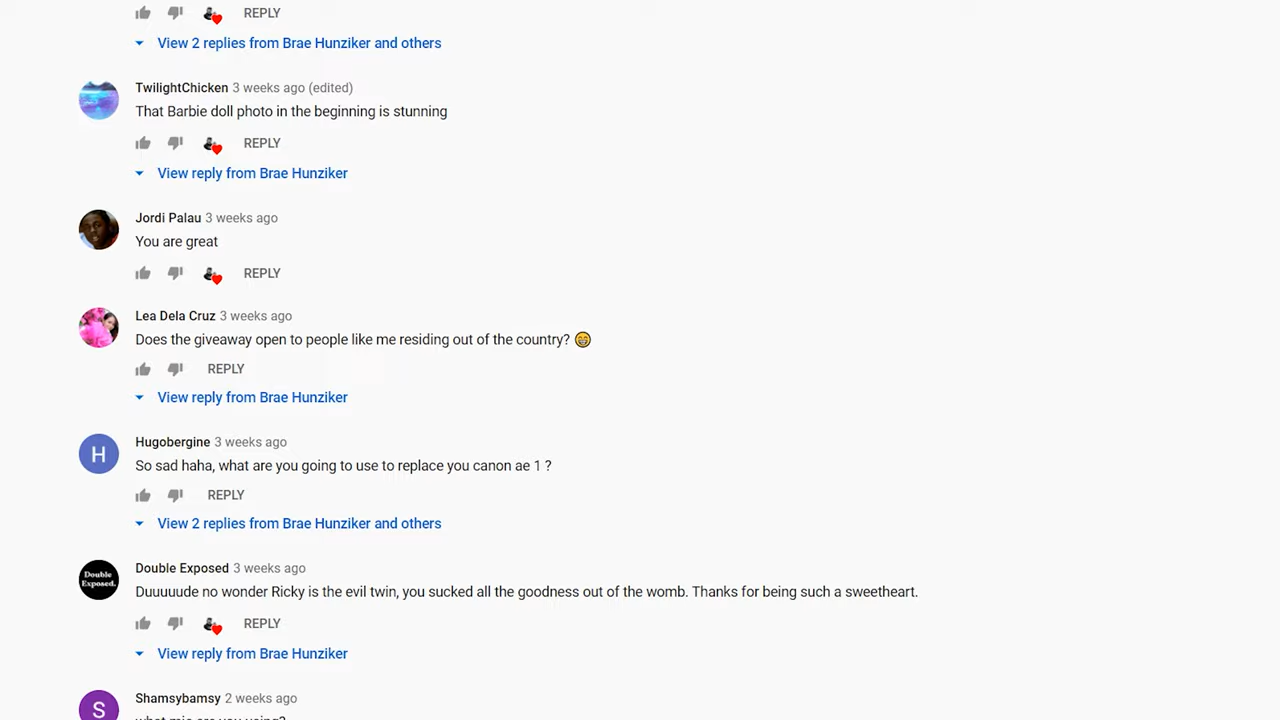 REPLY
View 2 replies from Brae Hunziker and others
TwilightChicken 3 weeks ago (edited)
That Barbie doll photo in the beginning is stunning
REPLY
View reply from Brae Hunziker
Jordi Palau 3 weeks ago
You are great
REPLY
Lea Dela Cruz 3 weeks ago
Does the giveaway open to people like me residing out of the country? 😁
REPLY
View reply from Brae Hunziker
H
Hugobergine 3 weeks ago
So sad haha, what are you going to use to replace you canon ae 1 ?
REPLY
View 2 replies from Brae Hunziker and others
Double
Exposed.
Double Exposed 3 weeks ago
Duuuuude no wonder Ricky is the evil twin, you sucked all the goodness out of the womb. Thanks for being such a sweetheart.
REPLY
View reply from Brae Hunziker
S
Shamsybamsy 2 weeks ago
what mic are you using?